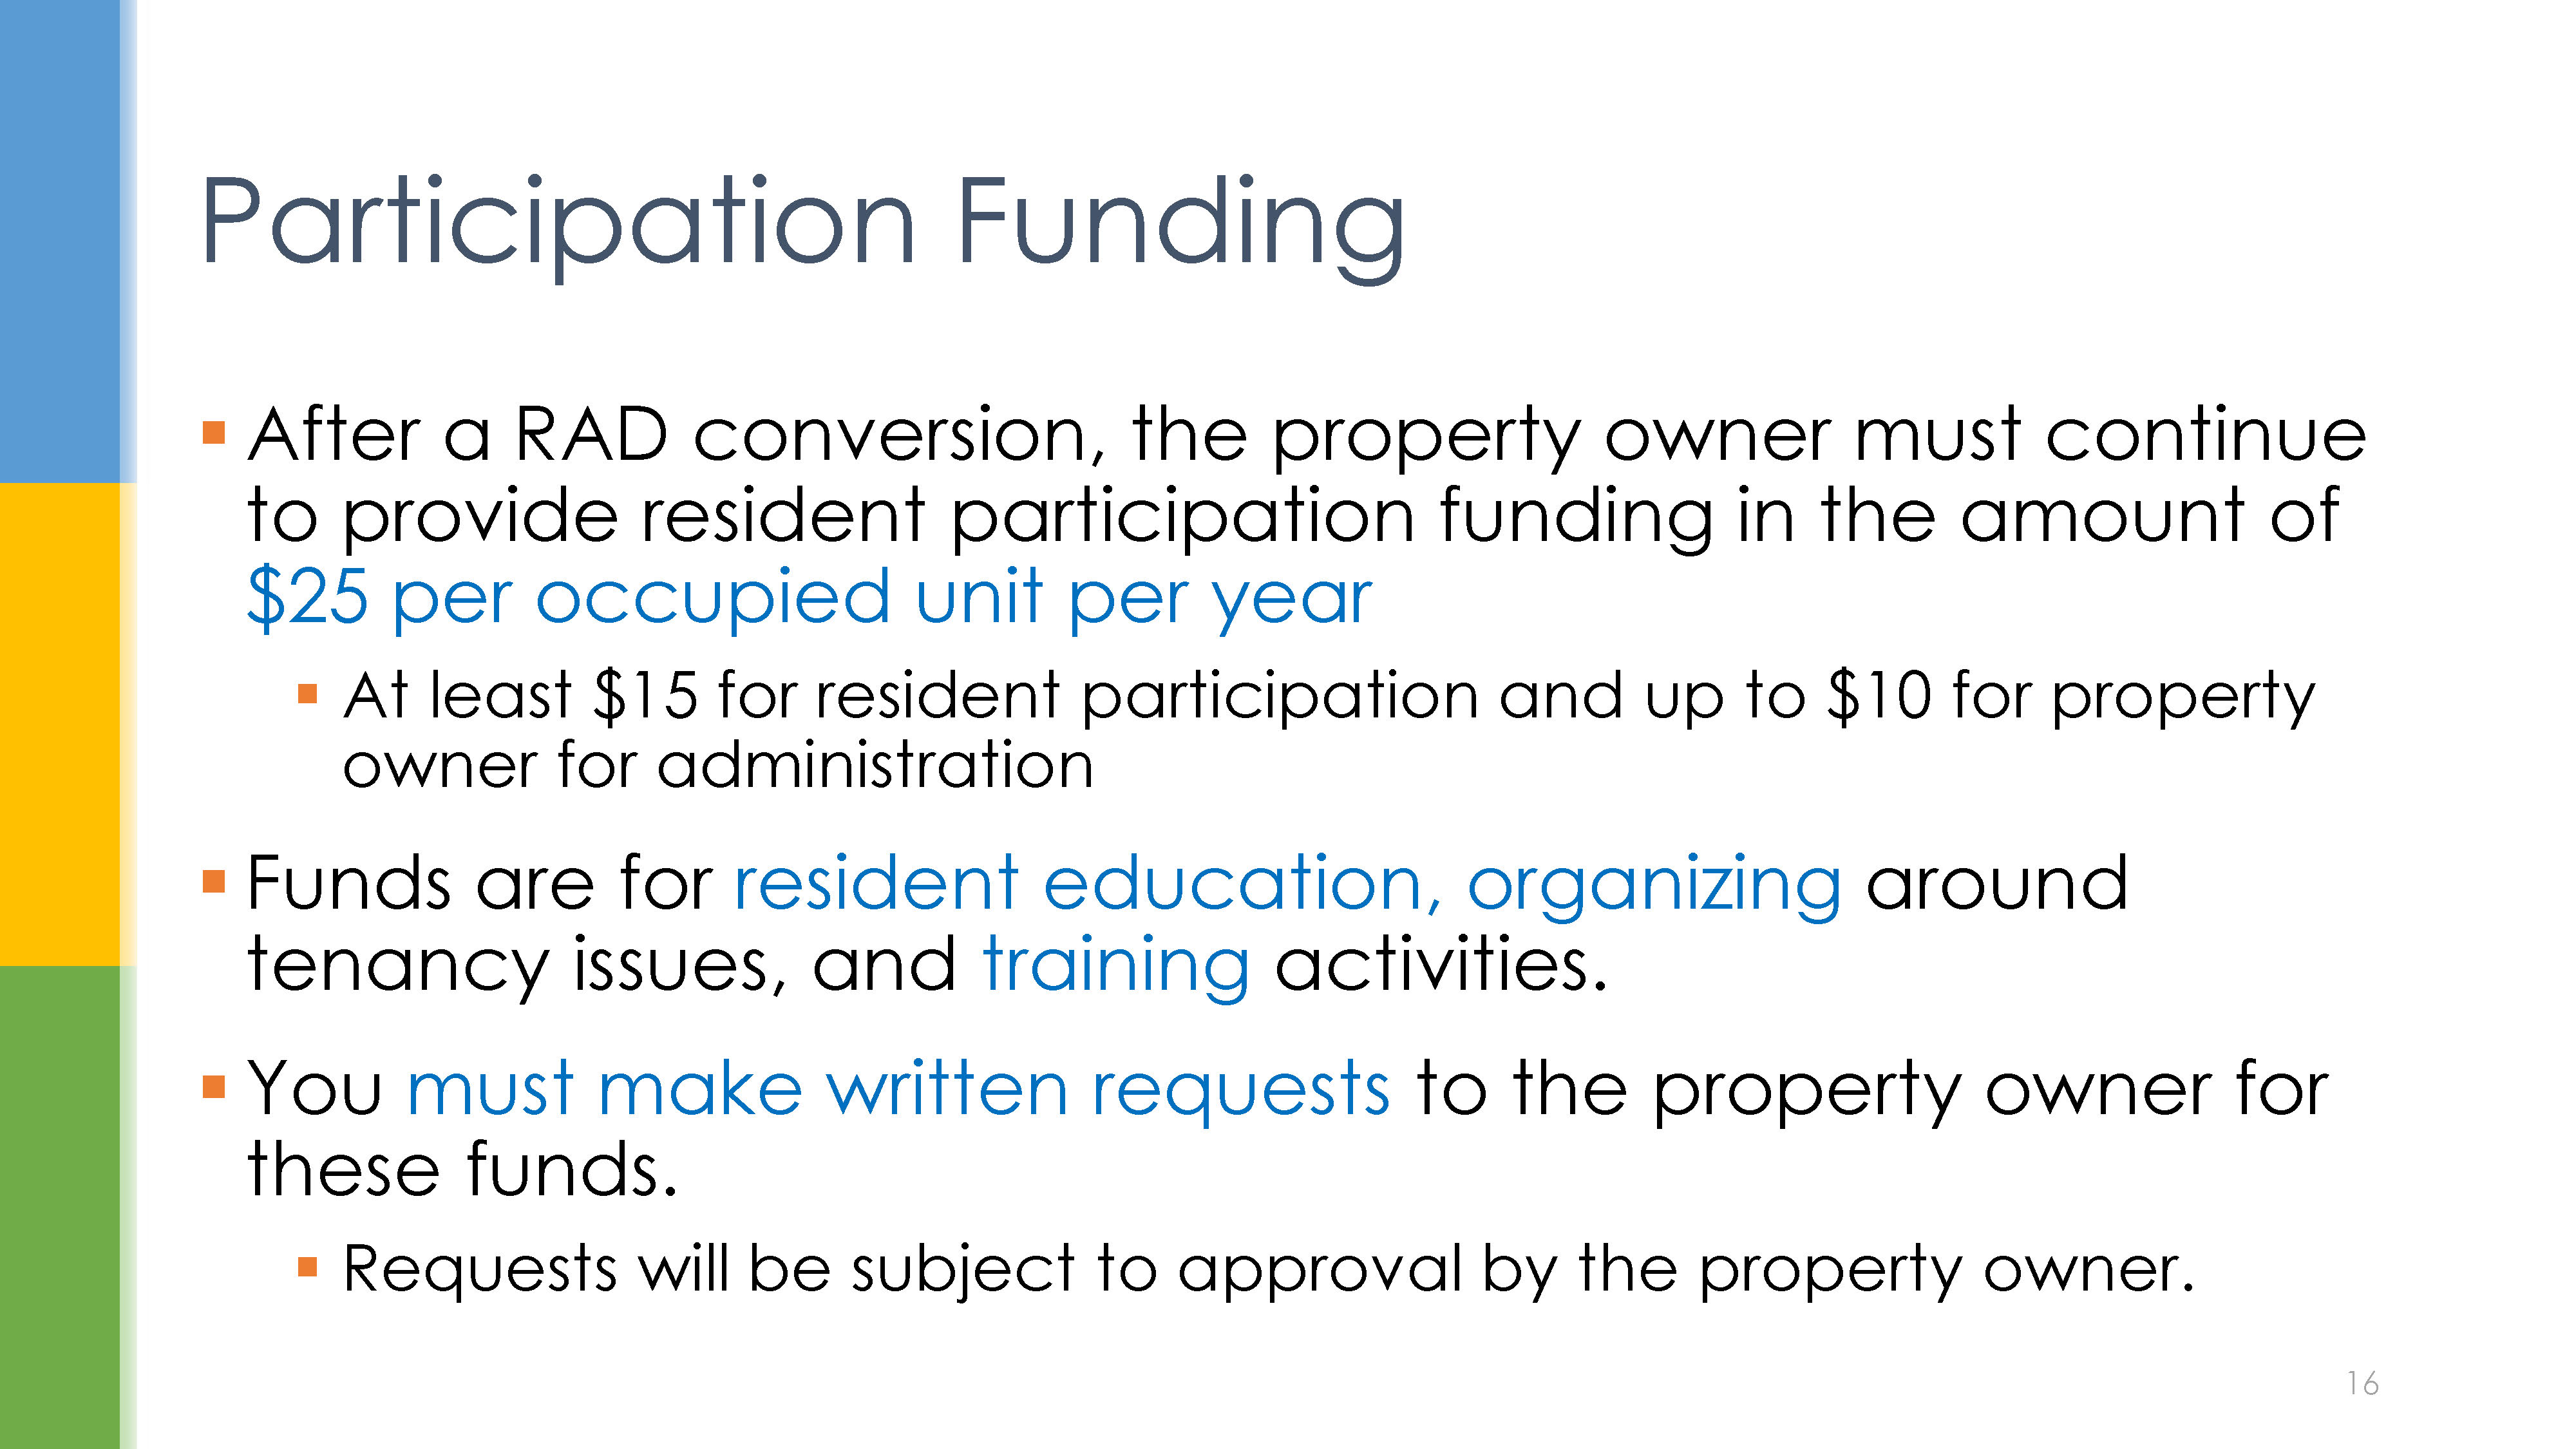 Participation Funding
▪ After a RAD conversion, the property owner must continue
to provide resident participation funding in the amount of
$25 per occupied unit per year
▪ At least $15 for resident participation and up to $10 for property
owner for administration
▪ Funds are for resident education, organizing around
tenancy issues, and training activities.
▪ You must make written requests to the property owner for
these funds.
▪ Requests will be subject to approval by the property owner.
16